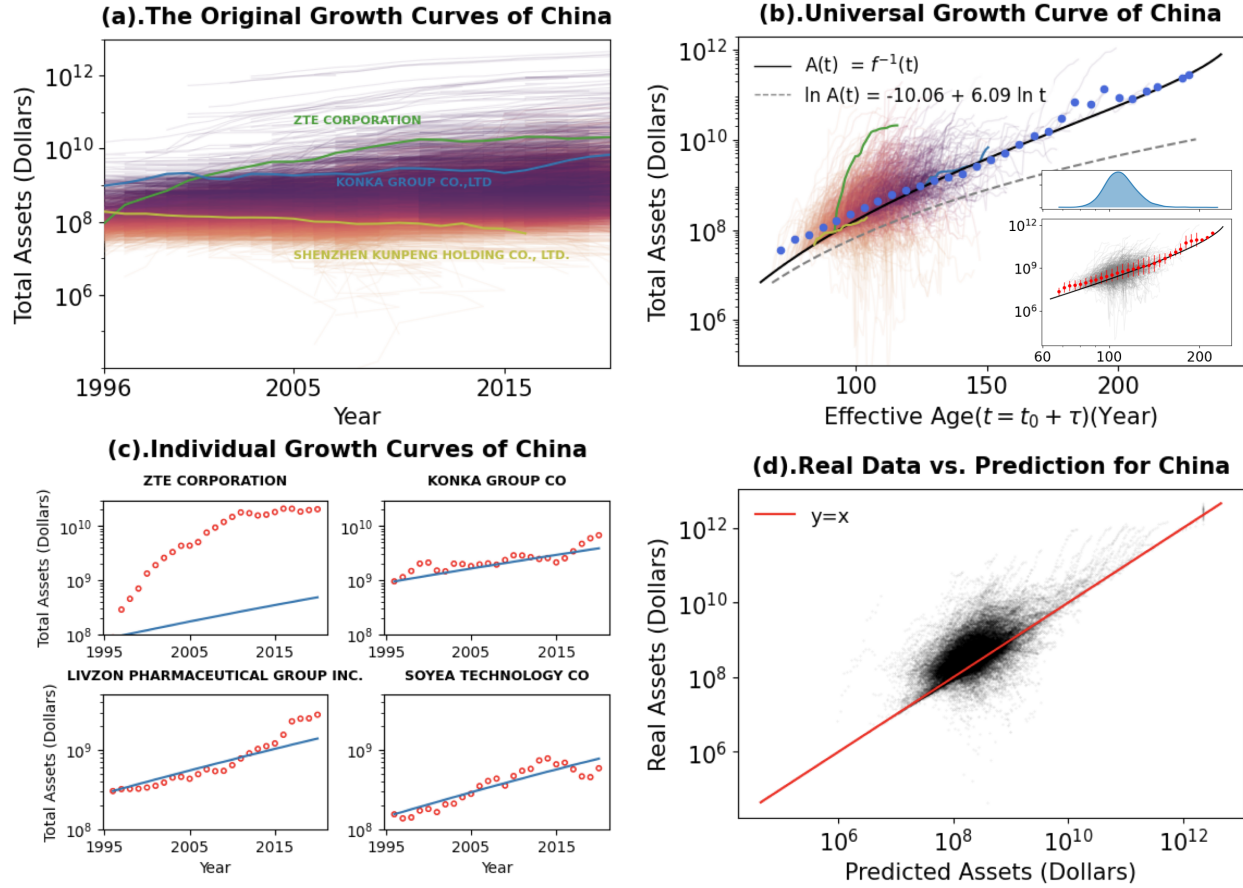 (a).The Original Growth Curves of China
Total Assets (Dollars)
10^12
10^10
10^8
10^6
ZTE CORPORATION
KONKA GROUP CO.,LTD
SHENZHEN KUNPENG HOLDING CO., LTD.
1996
2005
2015
Year
(b).Universal Growth Curve of China
Total Assets (Dollars)
10^12
10^10
10^8
10^6
A(t) = f^{-1}(t)
ln A(t) = -10.06 + 6.09 ln t
10^12
10^9
10^6
60
100
200
100
150
200
Effective Age(t = t_0 + τ)(Year)
(c).Individual Growth Curves of China
ZTE CORPORATION
Total Assets (Dollars)
10^10
10^9
10^8
1995
2005
2015
KONKA GROUP CO
10^10
10^9
10^8
1995
2005
2015
LIVZON PHARMACEUTICAL GROUP INC.
Total Assets (Dollars)
10^9
10^8
1995
2005
2015
Year
SOYEA TECHNOLOGY CO
10^9
10^8
1995
2005
2015
Year
(d).Real Data vs. Prediction for China
Real Assets (Dollars)
10^12
10^10
10^8
10^6
y=x
10^6
10^8
10^10
10^12
Predicted Assets (Dollars)